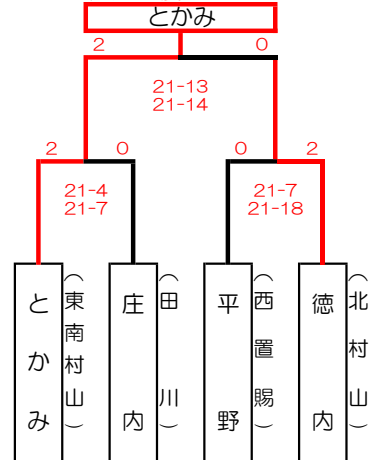 とかみ
2 0
21-13
21-14
2 0 0 2
21-4
21-7
21-7
21-18
とかみ
（東南村山）
庄内
（田川）
平野
（西置賜）
徳内
（北村山）